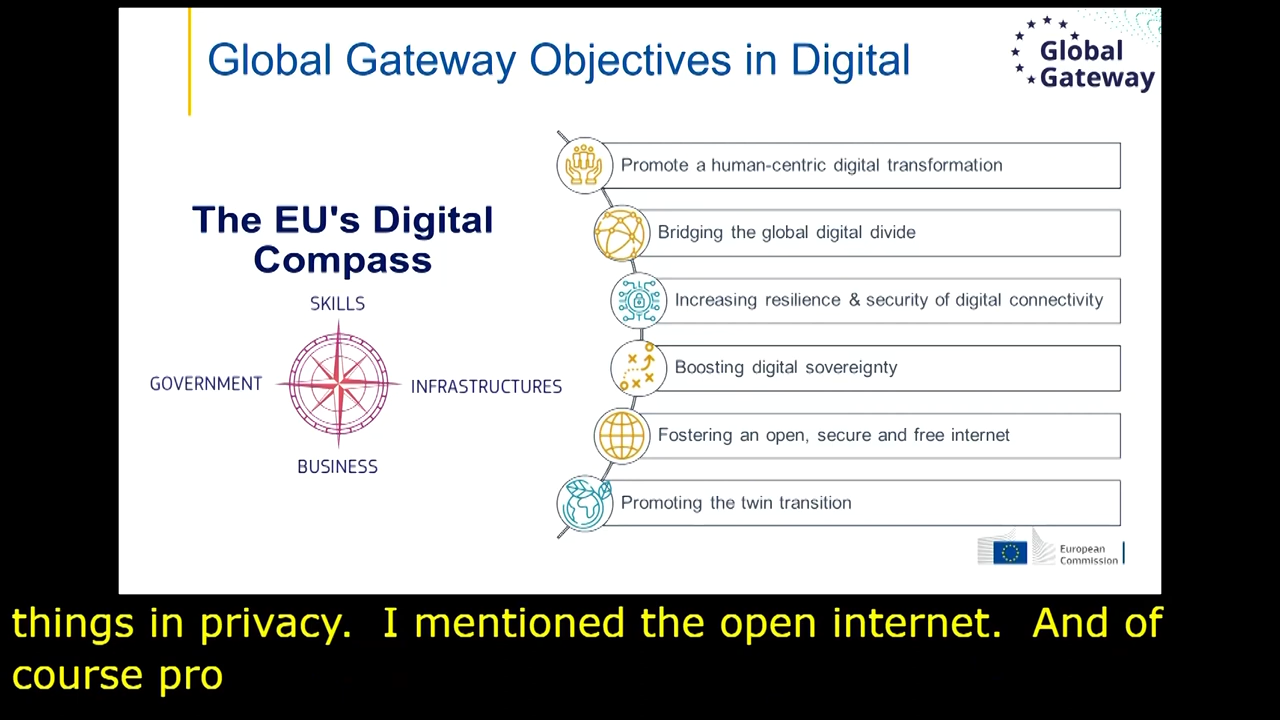 Global Gateway Objectives in Digital
Global
Gateway
The EU's Digital
Compass
SKILLS
GOVERNMENT
INFRASTRUCTURES
BUSINESS
Promote a human-centric digital transformation
Bridging the global digital divide
Increasing resilience & security of digital connectivity
Boosting digital sovereignty
Fostering an open, secure and free internet
Promoting the twin transition
European
Commission
things in privacy.  I mentioned the open internet.  And of
course pro